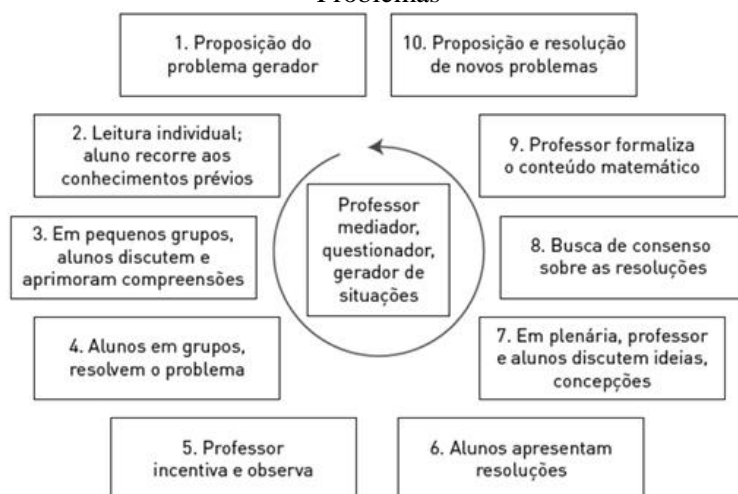 Problemas
1. Proposição do
problema gerador
2. Leitura individual;
aluno recorre aos
conhecimentos prévios
3. Em pequenos grupos,
alunos discutem e
aprimoram compreensões
4. Alunos em grupos,
resolvem o problema
5. Professor
incentiva e observa
6. Alunos apresentam
resoluções
7. Em plenária, professor
e alunos discutem ideias,
concepções
8. Busca de consenso
sobre as resoluções
9. Professor formaliza
o conteúdo matemático
10. Proposição e resolução
de novos problemas
Professor
mediador,
questionador,
gerador de
situações